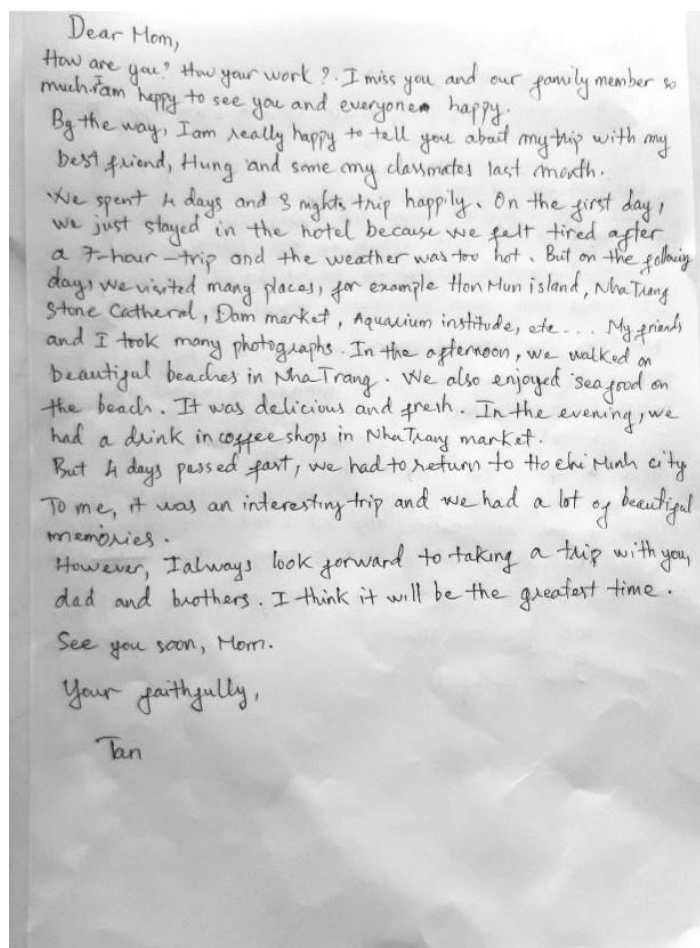 Dear Mom,
How are you? How your work?. I miss you and our family member so
much. I am happy to see you and everyone happy.
By the way, I am really happy to tell you about my trip with my
best friend, Hung and some my classmates last month.
We spent 4 days and 3 nights trip happily. On the first day,
we just stayed in the hotel because we felt tired after
a 7-hour-trip and the weather was too hot. But on the following
days, we visited many places, for example Hon Mun island, Nha Trang
Stone Catheral, Dam market, Aquarium institude, etc... My friends
and I took many photographs. In the afternoon, we walked on
beautiful beaches in Nha Trang. We also enjoyed seafood on
the beach. It was delicious and fresh. In the evening, we
had a drink in coffee shops in Nha Trang market.
But 4 days passed fast, we had to return to Ho Chi Minh city
To me, it was an interesting trip and we had a lot of beautiful
memories.
However, I always look forward to taking a trip with you,
dad and brothers. I think it will be the greatest time.
See you soon, Mom.
Your faithfully,
Tan